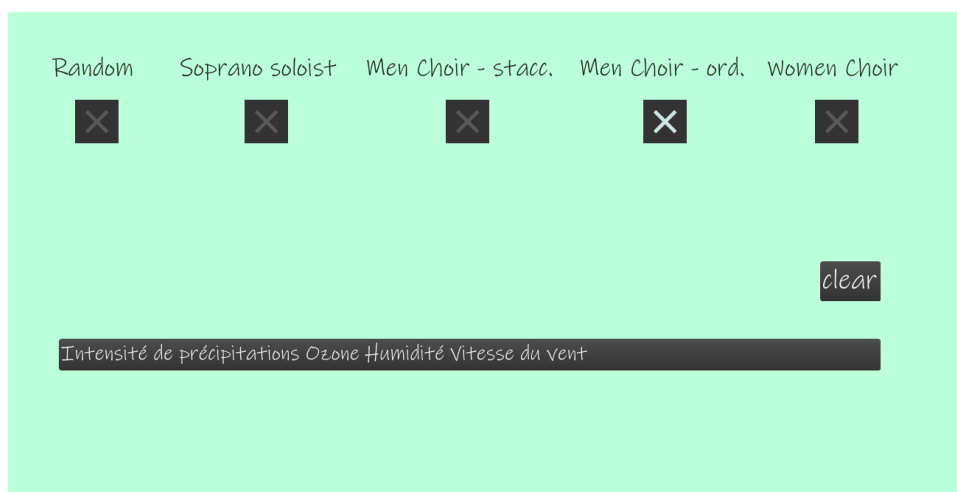 Random Soprano soloist Men Choir - stacc. Men Choir - ord. Women Choir
clear
Intensité de précipitations Ozone Humidité Vitesse du vent